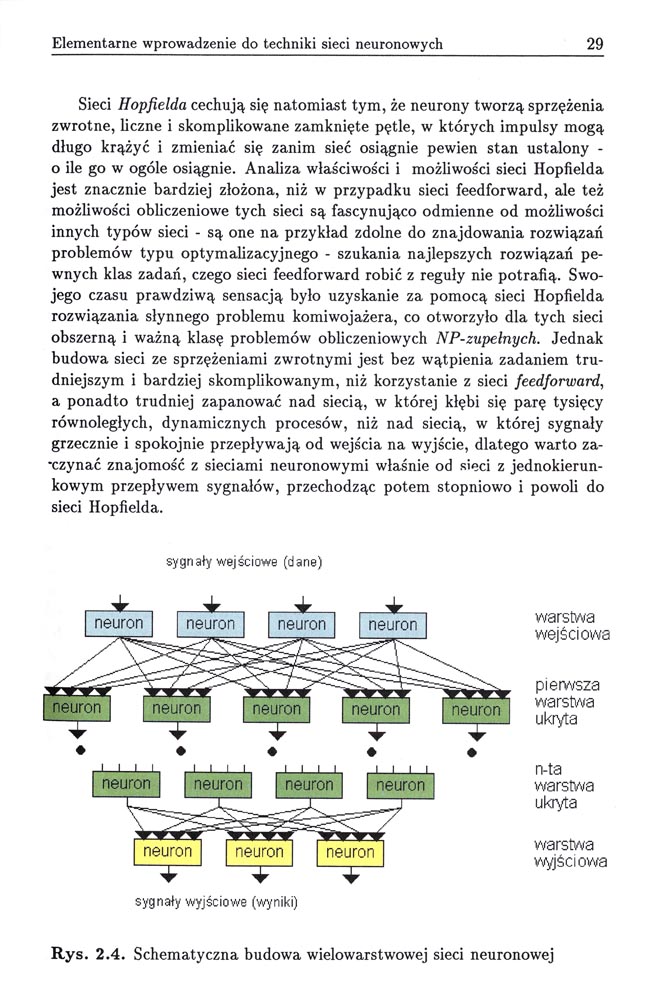 Elementarne wprowadzenie do techniki sieci neuronowych 29
Sieci Hopfielda cechują się natomiast tym, że neurony tworzą sprzężenia
zwrotne, liczne i skomplikowane zamknięte pętle, w których impulsy mogą
długo krążyć i zmieniać się zanim sieć osiągnie pewien stan ustalony -
o ile go w ogóle osiągnie. Analiza właściwości i możliwości sieci Hopfielda
jest znacznie bardziej złożona, niż w przypadku sieci feedforward, ale też
możliwości obliczeniowe tych sieci są fascynująco odmienne od możliwości
innych typów sieci - są one na przykład zdolne do znajdowania rozwiązań
problemów typu optymalizacyjnego - szukania najlepszych rozwiązań pe-
wnych klas zadań, czego sieci feedforward robić z reguły nie potrafią. Swo-
jego czasu prawdziwą sensacją było uzyskanie za pomocą sieci Hopfielda
rozwiązania słynnego problemu komiwojażera, co otworzyło dla tych sieci
obszerną i ważną klasę problemów obliczeniowych NP-zupełnych. Jednak
budowa sieci ze sprzężeniami zwrotnymi jest bez wątpienia zadaniem tru-
dniejszym i bardziej skomplikowanym, niż korzystanie z sieci feedforward,
a ponadto trudniej zapanować nad siecią, w której kłębi się parę tysięcy
równoległych, dynamicznych procesów, niż nad siecią, w której sygnały
grzecznie i spokojnie przepływają od wejścia na wyjście, dlatego warto za-
czynać znajomość z sieciami neuronowymi właśnie od sieci z jednokierun-
kowym przepływem sygnałów, przechodząc potem stopniowo i powoli do
sieci Hopfielda.
sygnały wejściowe (dane)
neuron neuron neuron neuron
warstwa
wejściowa
neuron neuron neuron neuron neuron
pierwsza
warstwa
ukryta
neuron neuron neuron neuron
n-ta
warstwa
ukryta
neuron neuron neuron
warstwa
wyjściowa
sygnały wyjściowe (wyniki)
Rys. 2.4. Schematyczna budowa wielowarstwowej sieci neuronowej